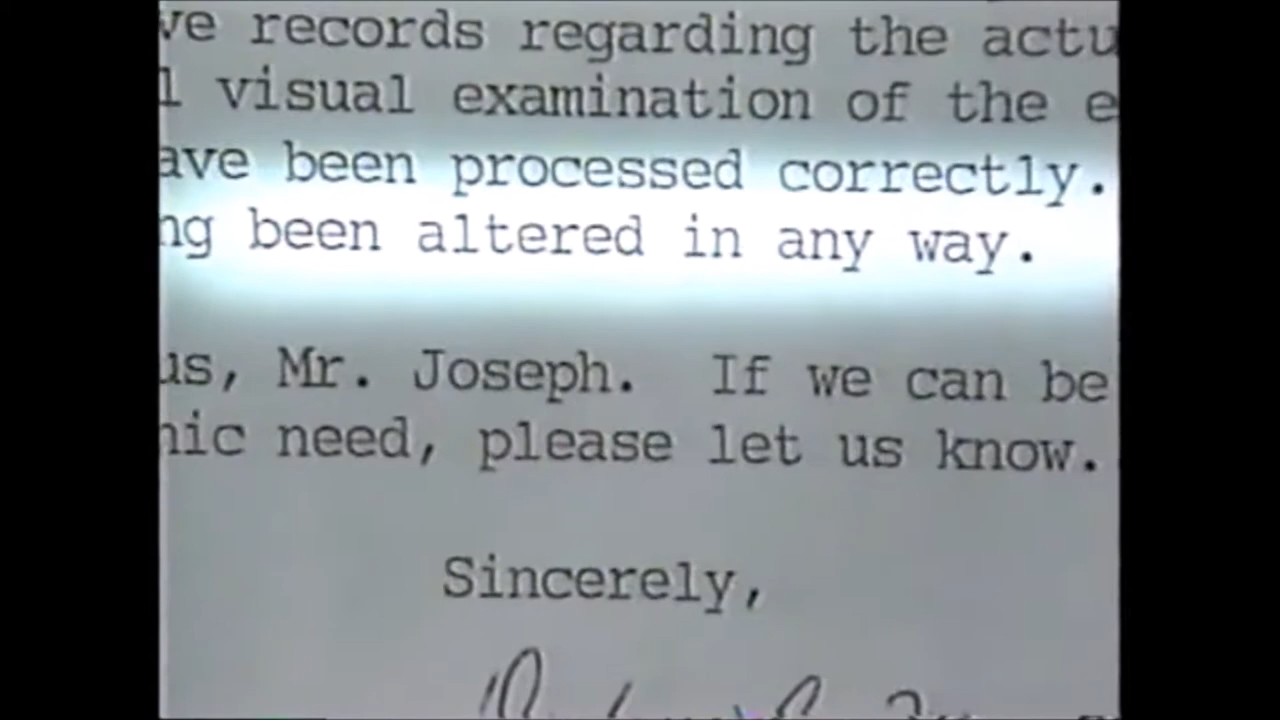 ve records regarding the actu
l visual examination of the e
ave been processed correctly.
ng been altered in any way.
us, Mr. Joseph. If we can be
nic need, please let us know.
Sincerely,